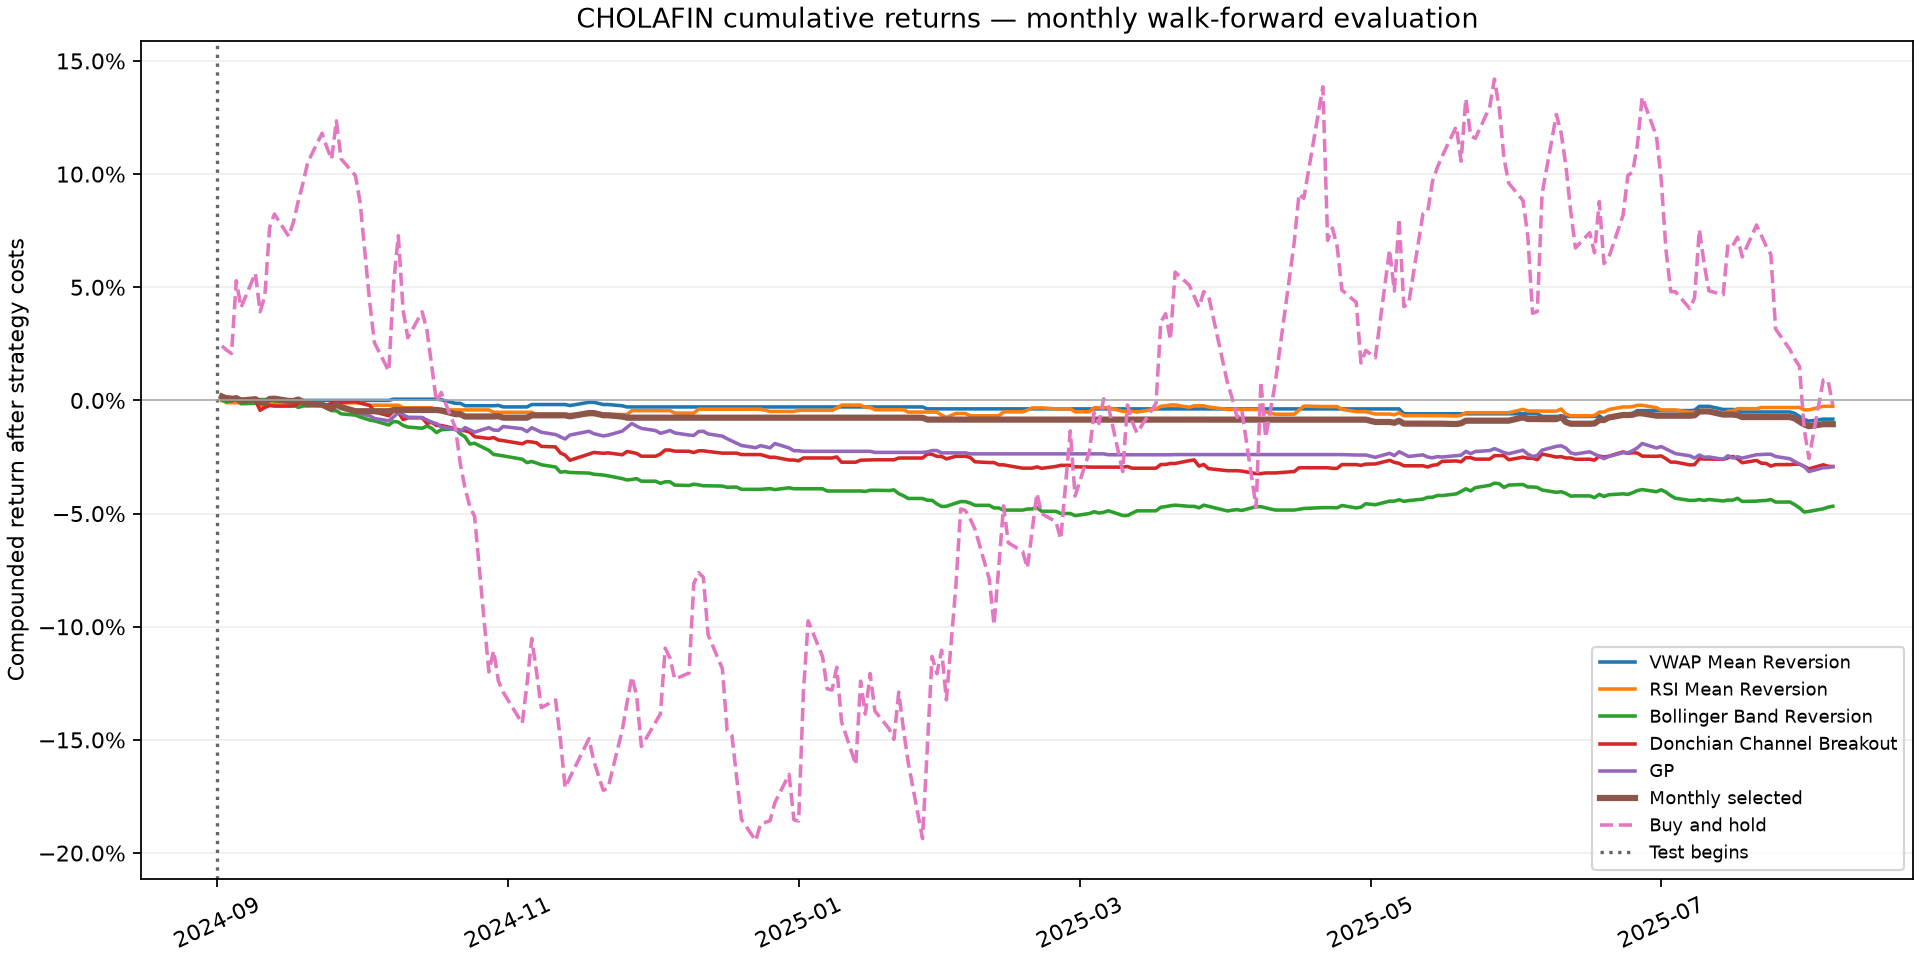 CHOLAFIN cumulative returns — monthly walk-forward evaluation
Compounded return after strategy costs
15.0%
10.0%
5.0%
0.0%
−5.0%
−10.0%
−15.0%
−20.0%
VWAP Mean Reversion
RSI Mean Reversion
Bollinger Band Reversion
Donchian Channel Breakout
GP
Monthly selected
Buy and hold
Test begins
2024-09
2024-11
2025-01
2025-03
2025-05
2025-07